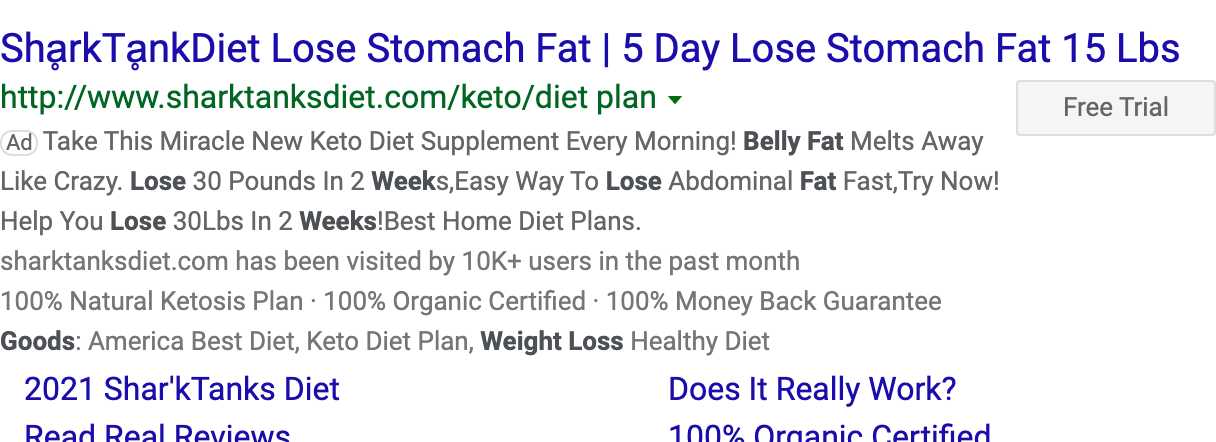 Shḁrk​Tḁnk​Diet Lose Stomach Fat | 5 Day Lose Stomach Fat 15 Lbs
http://www.sharktanksdiet.com/keto/diet plan
Free Trial
Ad Take This Miracle New Keto Diet Supplement Every Morning! Belly Fat Melts Away
Like Crazy. Lose 30 Pounds In 2 Weeks,Easy Way To Lose Abdominal Fat Fast,Try Now!
Help You Lose 30Lbs In 2 Weeks!Best Home Diet Plans.
sharktanksdiet.com has been visited by 10K+ users in the past month
100% Natural Ketosis Plan · 100% Organic Certified · 100% Money Back Guarantee
Goods: America Best Diet, Keto Diet Plan, Weight Loss Healthy Diet
2021 Shar'kTanks Diet
Does It Really Work?
Read Real Reviews
100% Organic Certified